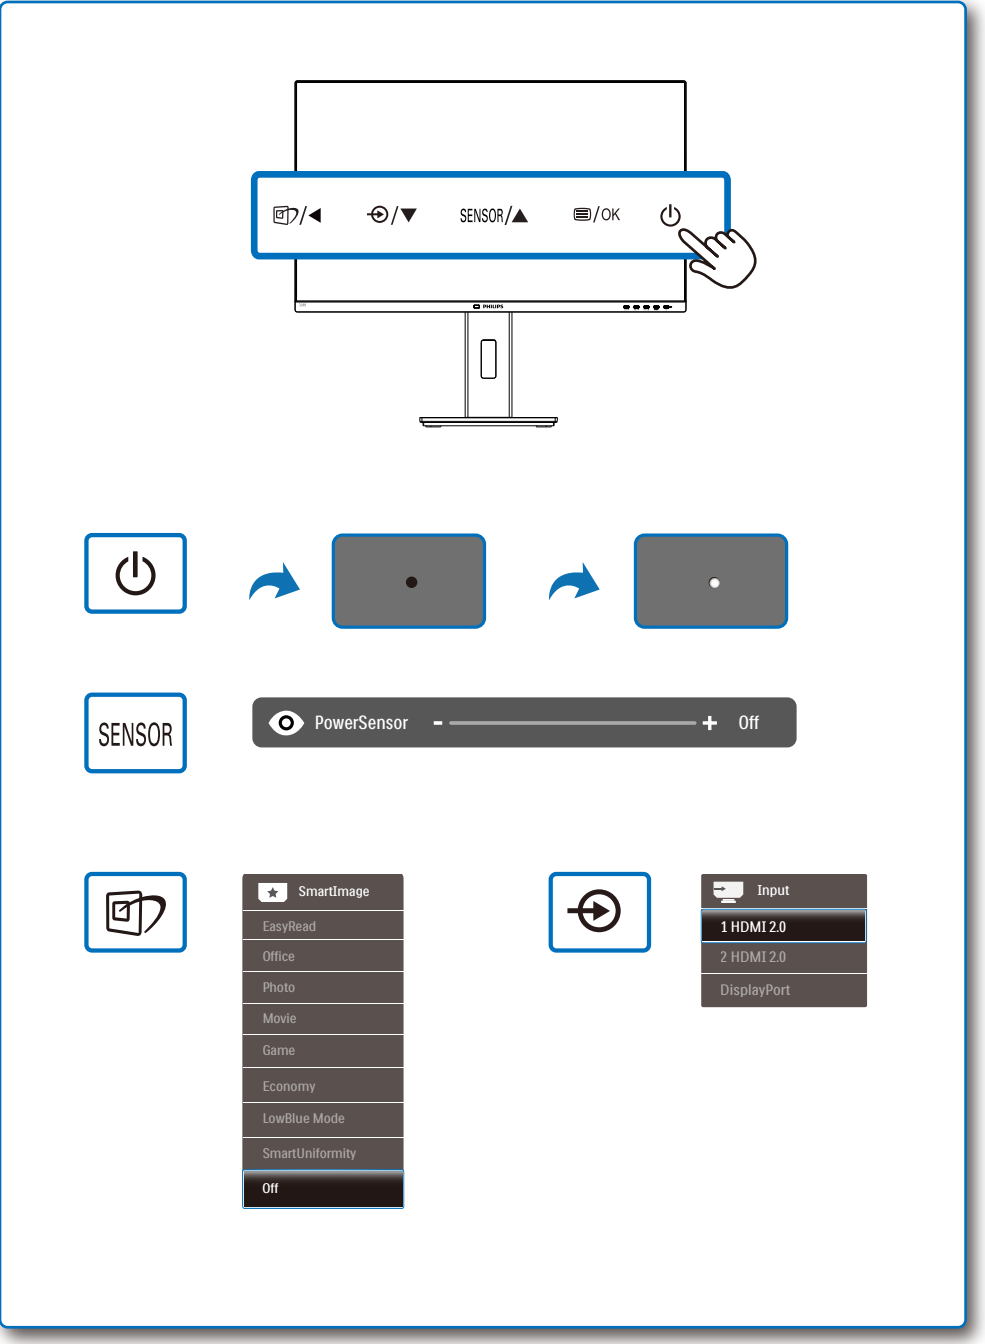 /◀ /▼ SENSOR/▲ /OK
PHILIPS
SENSOR
PowerSensor - + Off
SmartImage
EasyRead
Office
Photo
Movie
Game
Economy
LowBlue Mode
SmartUniformity
Off
Input
1 HDMI 2.0
2 HDMI 2.0
DisplayPort